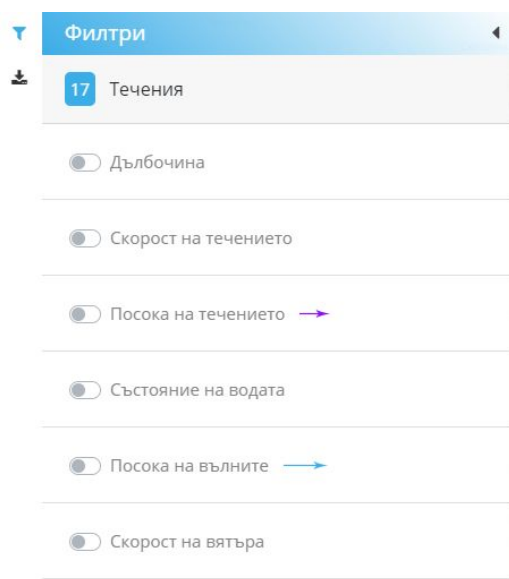 Филтри
17 Течения
Дълбочина
Скорост на течението
Посока на течението
Състояние на водата
Посока на вълните
Скорост на вятъра